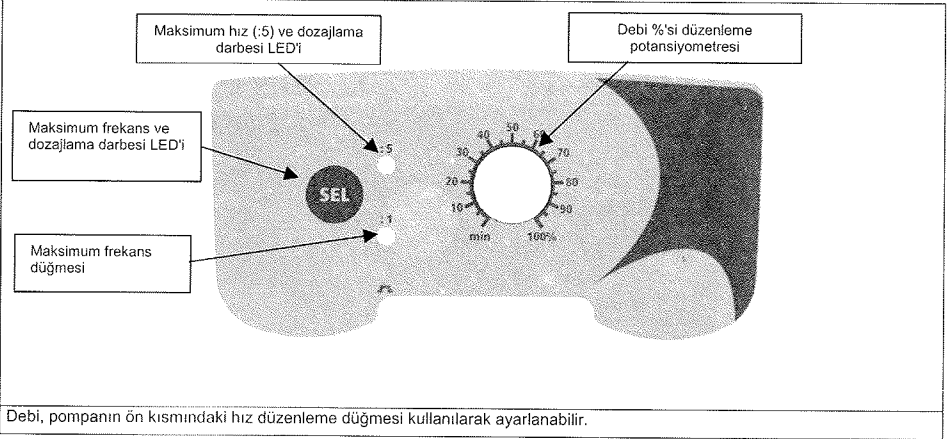 Maksimum hız (:5) ve dozajlama
darbesi LED'i
Debi %'si düzenleme
potansiyometresi
Maksimum frekans ve
dozajlama darbesi LED'i
Maksimum frekans
düğmesi
SEL
:5
:1
min
10
20
30
40
50
60
70
80
90
100%
Debi, pompanın ön kısmındaki hız düzenleme düğmesi kullanılarak ayarlanabilir.